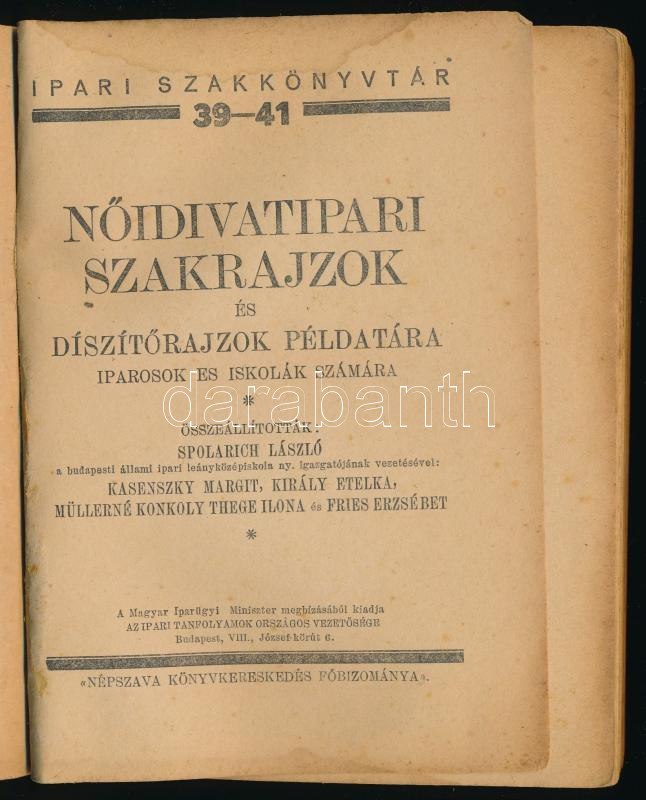 IPARI SZAKKÖNYVTÁR
39—41
NŐIDIVATIPARI
SZAKRAJZOK
ÉS
DÍSZÍTŐRAJZOK PÉLDATÁRA
IPAROSOK ES ISKOLÁK SZÁMÁRA
*
darabanth
ÖSSZEÁLLÍTOTTÁK:
SPOLARICH LÁSZLÓ
a budapesti állami ipari leányközépiskola ny. igazgatójának vezetésével:
KASENSZKY MARGIT, KIRÁLY ETELKA,
MÜLLERNÉ KONKOLY THEGE ILONA és FRIES ERZSÉBET
*
A Magyar Iparügyi Miniszter megbízásából kiadja
AZ IPARI TANFOLYAMOK ORSZÁGOS VEZETŐSÉGE
Budapest, VIII., József-körút 6.
«NÉPSZAVA KÖNYVKERESKEDÉS FŐBIZOMÁNYA».